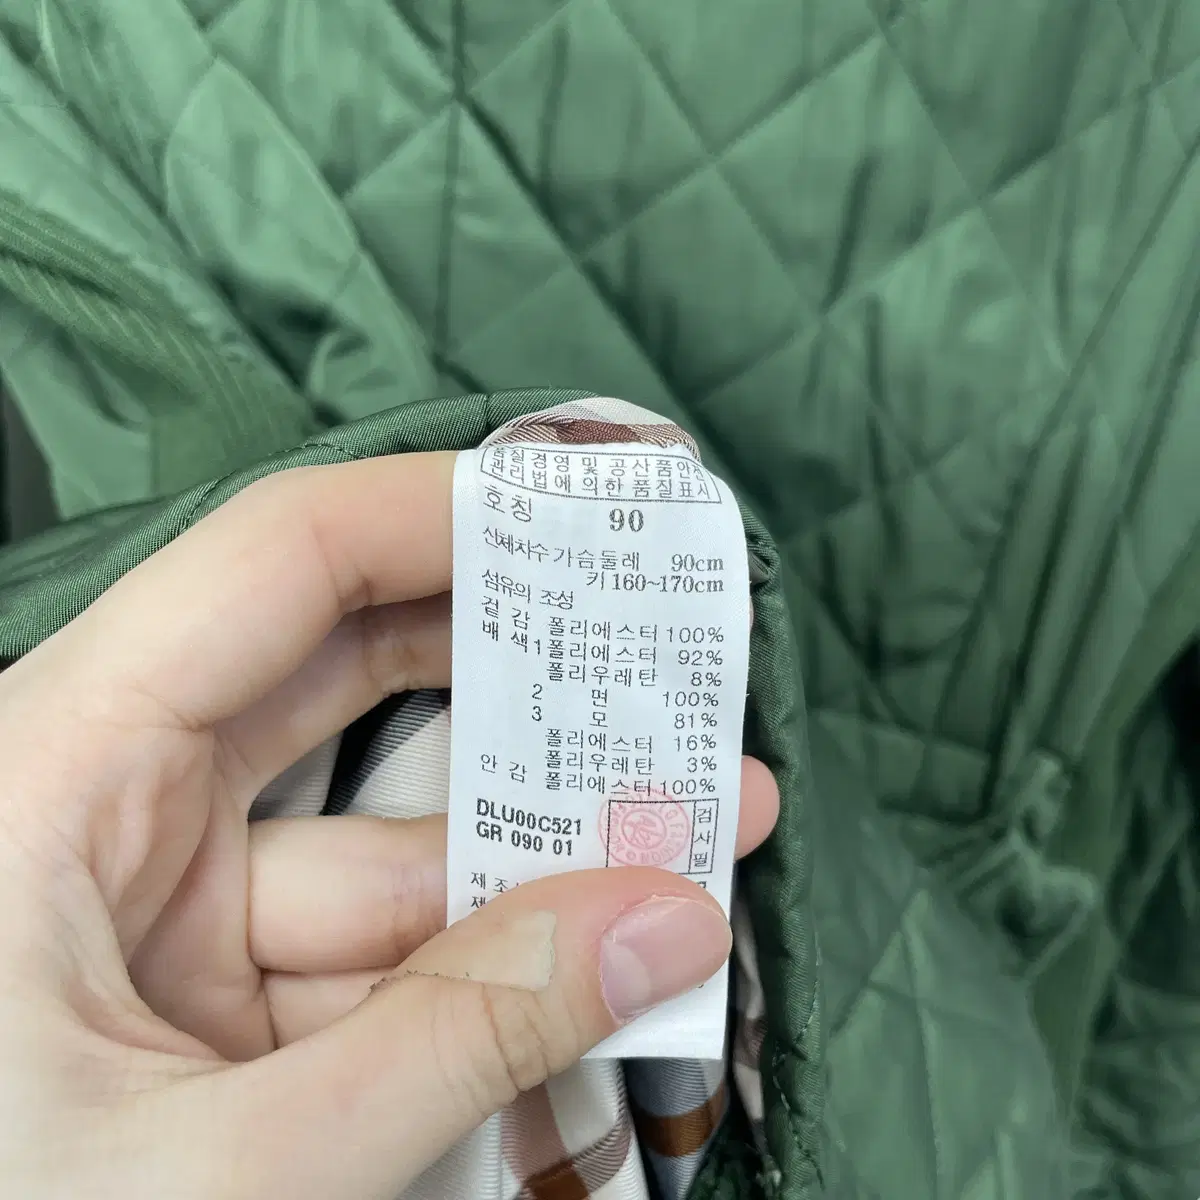 품질경영 및 공산품안전
관리법에 의한 품질표시
호칭 90
신체치수 가슴둘레 90cm
키 160~170cm
섬유의 조성
겉감 폴리에스터 100%
배색 1 폴리에스터 92%
폴리우레탄 8%
2 면 100%
3 모 81%
폴리에스터 16%
폴리우레탄 3%
안감 폴리에스터 100%
DLU00C521
GR 090 01
검사필
제조